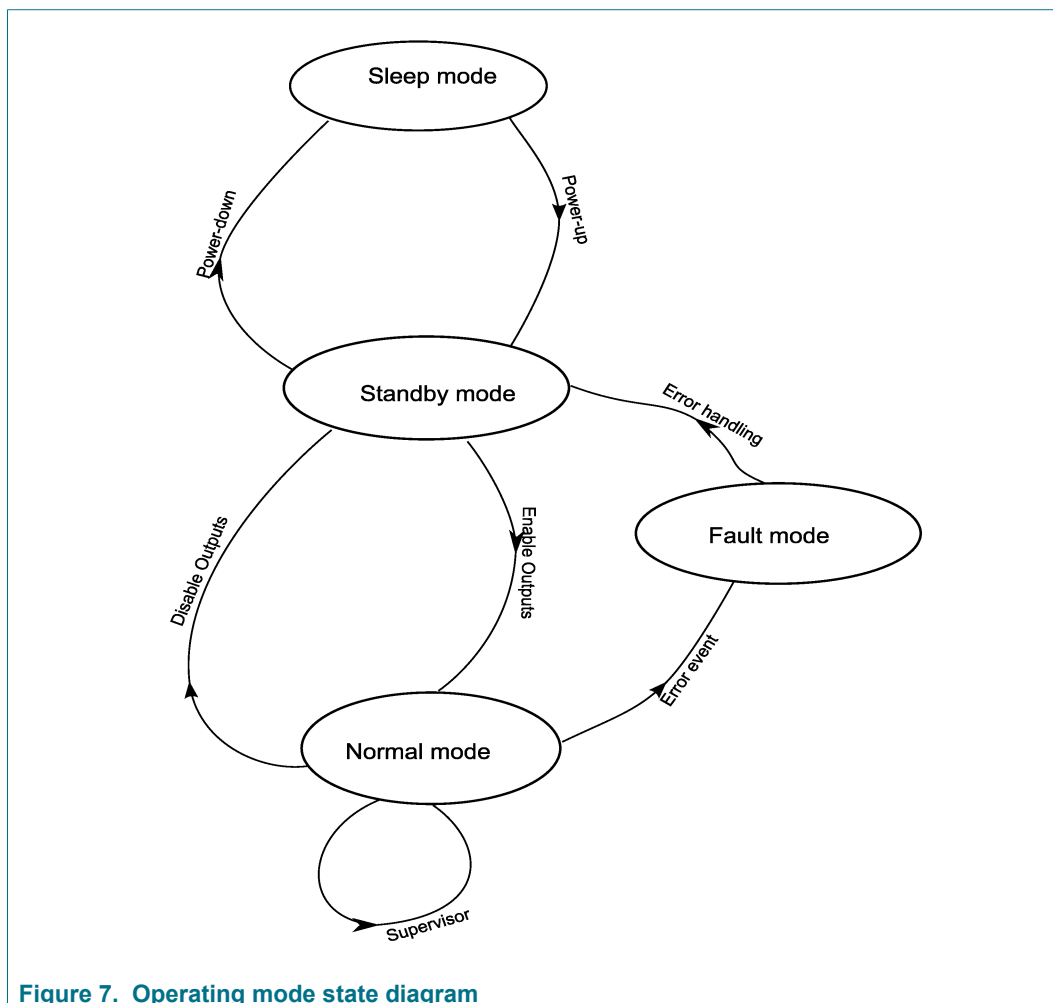 Sleep mode
Power-down
Power-up
Standby mode
Error handling
Disable Outputs
Enable Outputs
Fault mode
Error event
Normal mode
Supervisor
Figure 7. Operating mode state diagram